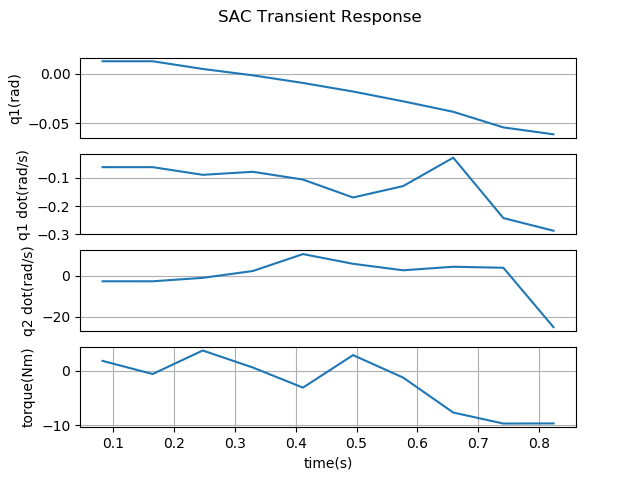 SAC Transient Response
q1(rad)
0.00
−0.05
q1 dot(rad/s)
−0.1
−0.2
−0.3
q2 dot(rad/s)
0
−20
torque(Nm)
0
−10
0.1 0.2 0.3 0.4 0.5 0.6 0.7 0.8
time(s)